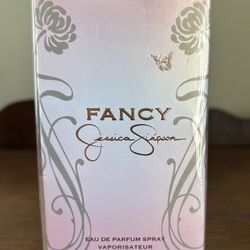 FANCY
Jessica Simpson
EAU DE PARFUM SPRAY
VAPORISATEUR